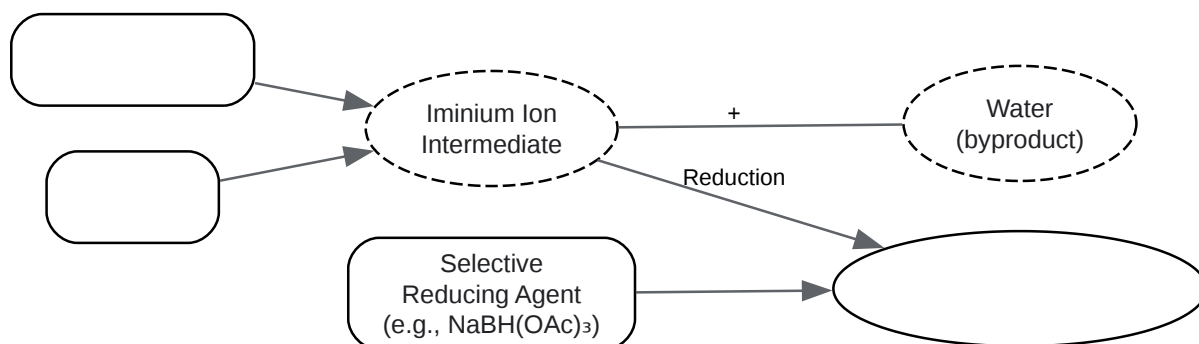 Iminium Ion
Intermediate
+
Water
(byproduct)
Reduction
Selective
Reducing Agent
(e.g., NaBH(OAc)₃)